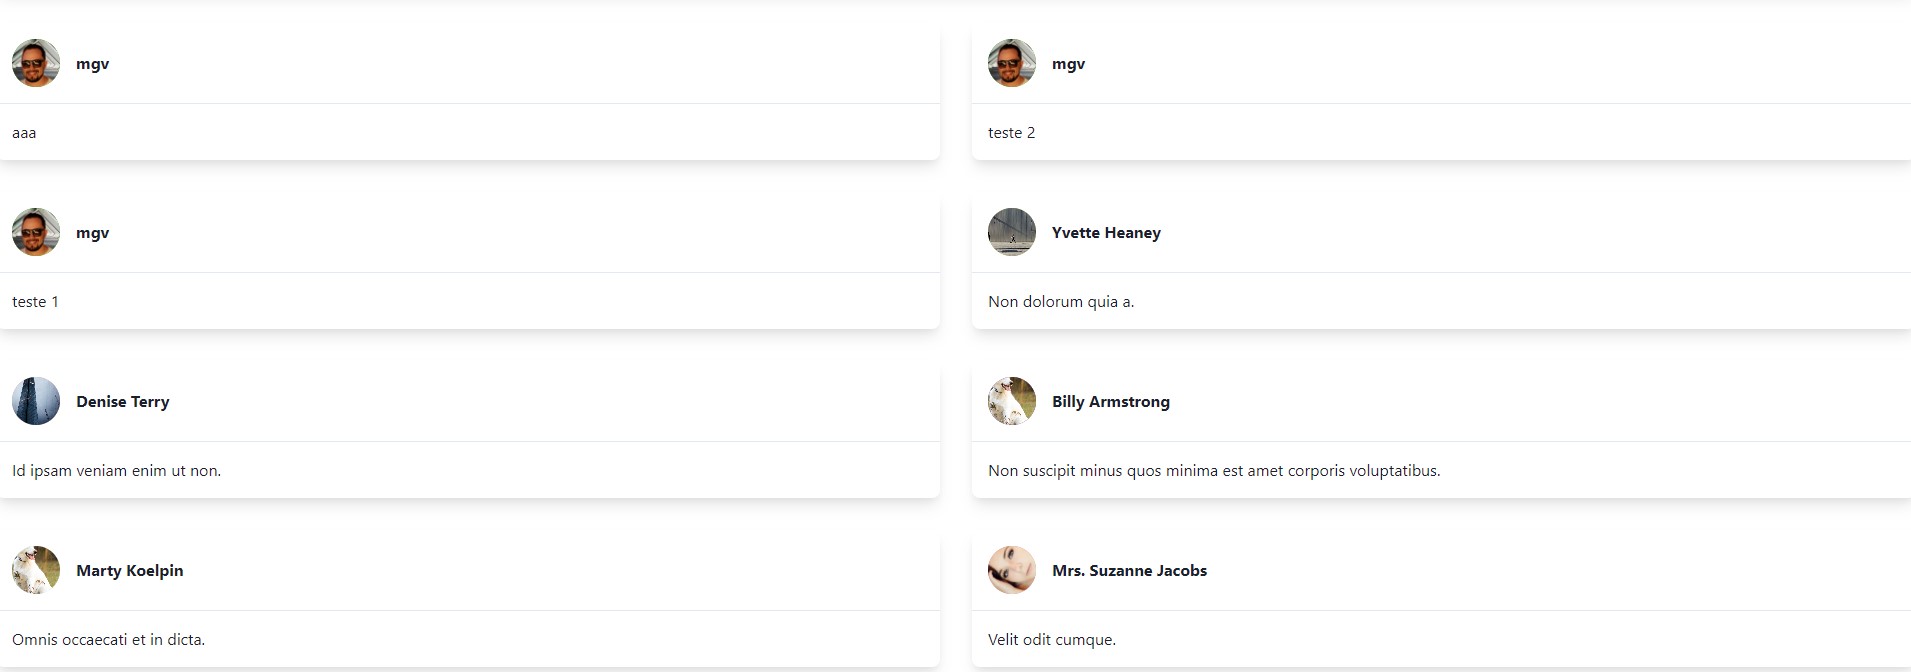 mgv
aaa
mgv
teste 2
mgv
teste 1
Yvette Heaney
Non dolorum quia a.
Denise Terry
Id ipsam veniam enim ut non.
Billy Armstrong
Non suscipit minus quos minima est amet corporis voluptatibus.
Marty Koelpin
Omnis occaecati et in dicta.
Mrs. Suzanne Jacobs
Velit odit cumque.